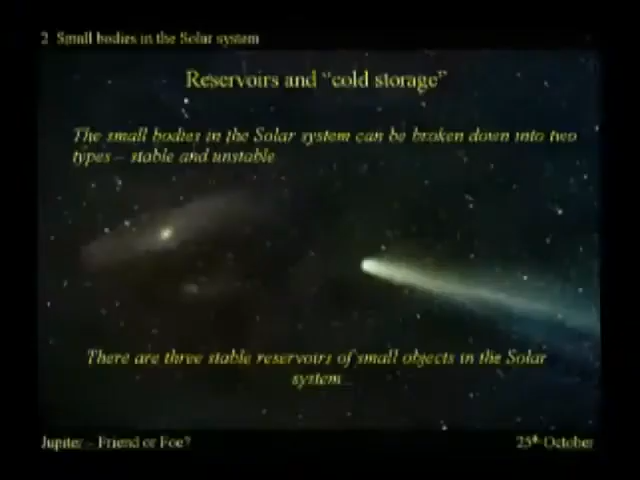 2 Small bodies in the Solar system
Reservoirs and “cold storage”
The small bodies in the Solar system can be broken down into two
types – stable and unstable
There are three stable reservoirs of small objects in the Solar
system
Jupiter – Friend or Foe?
25th October